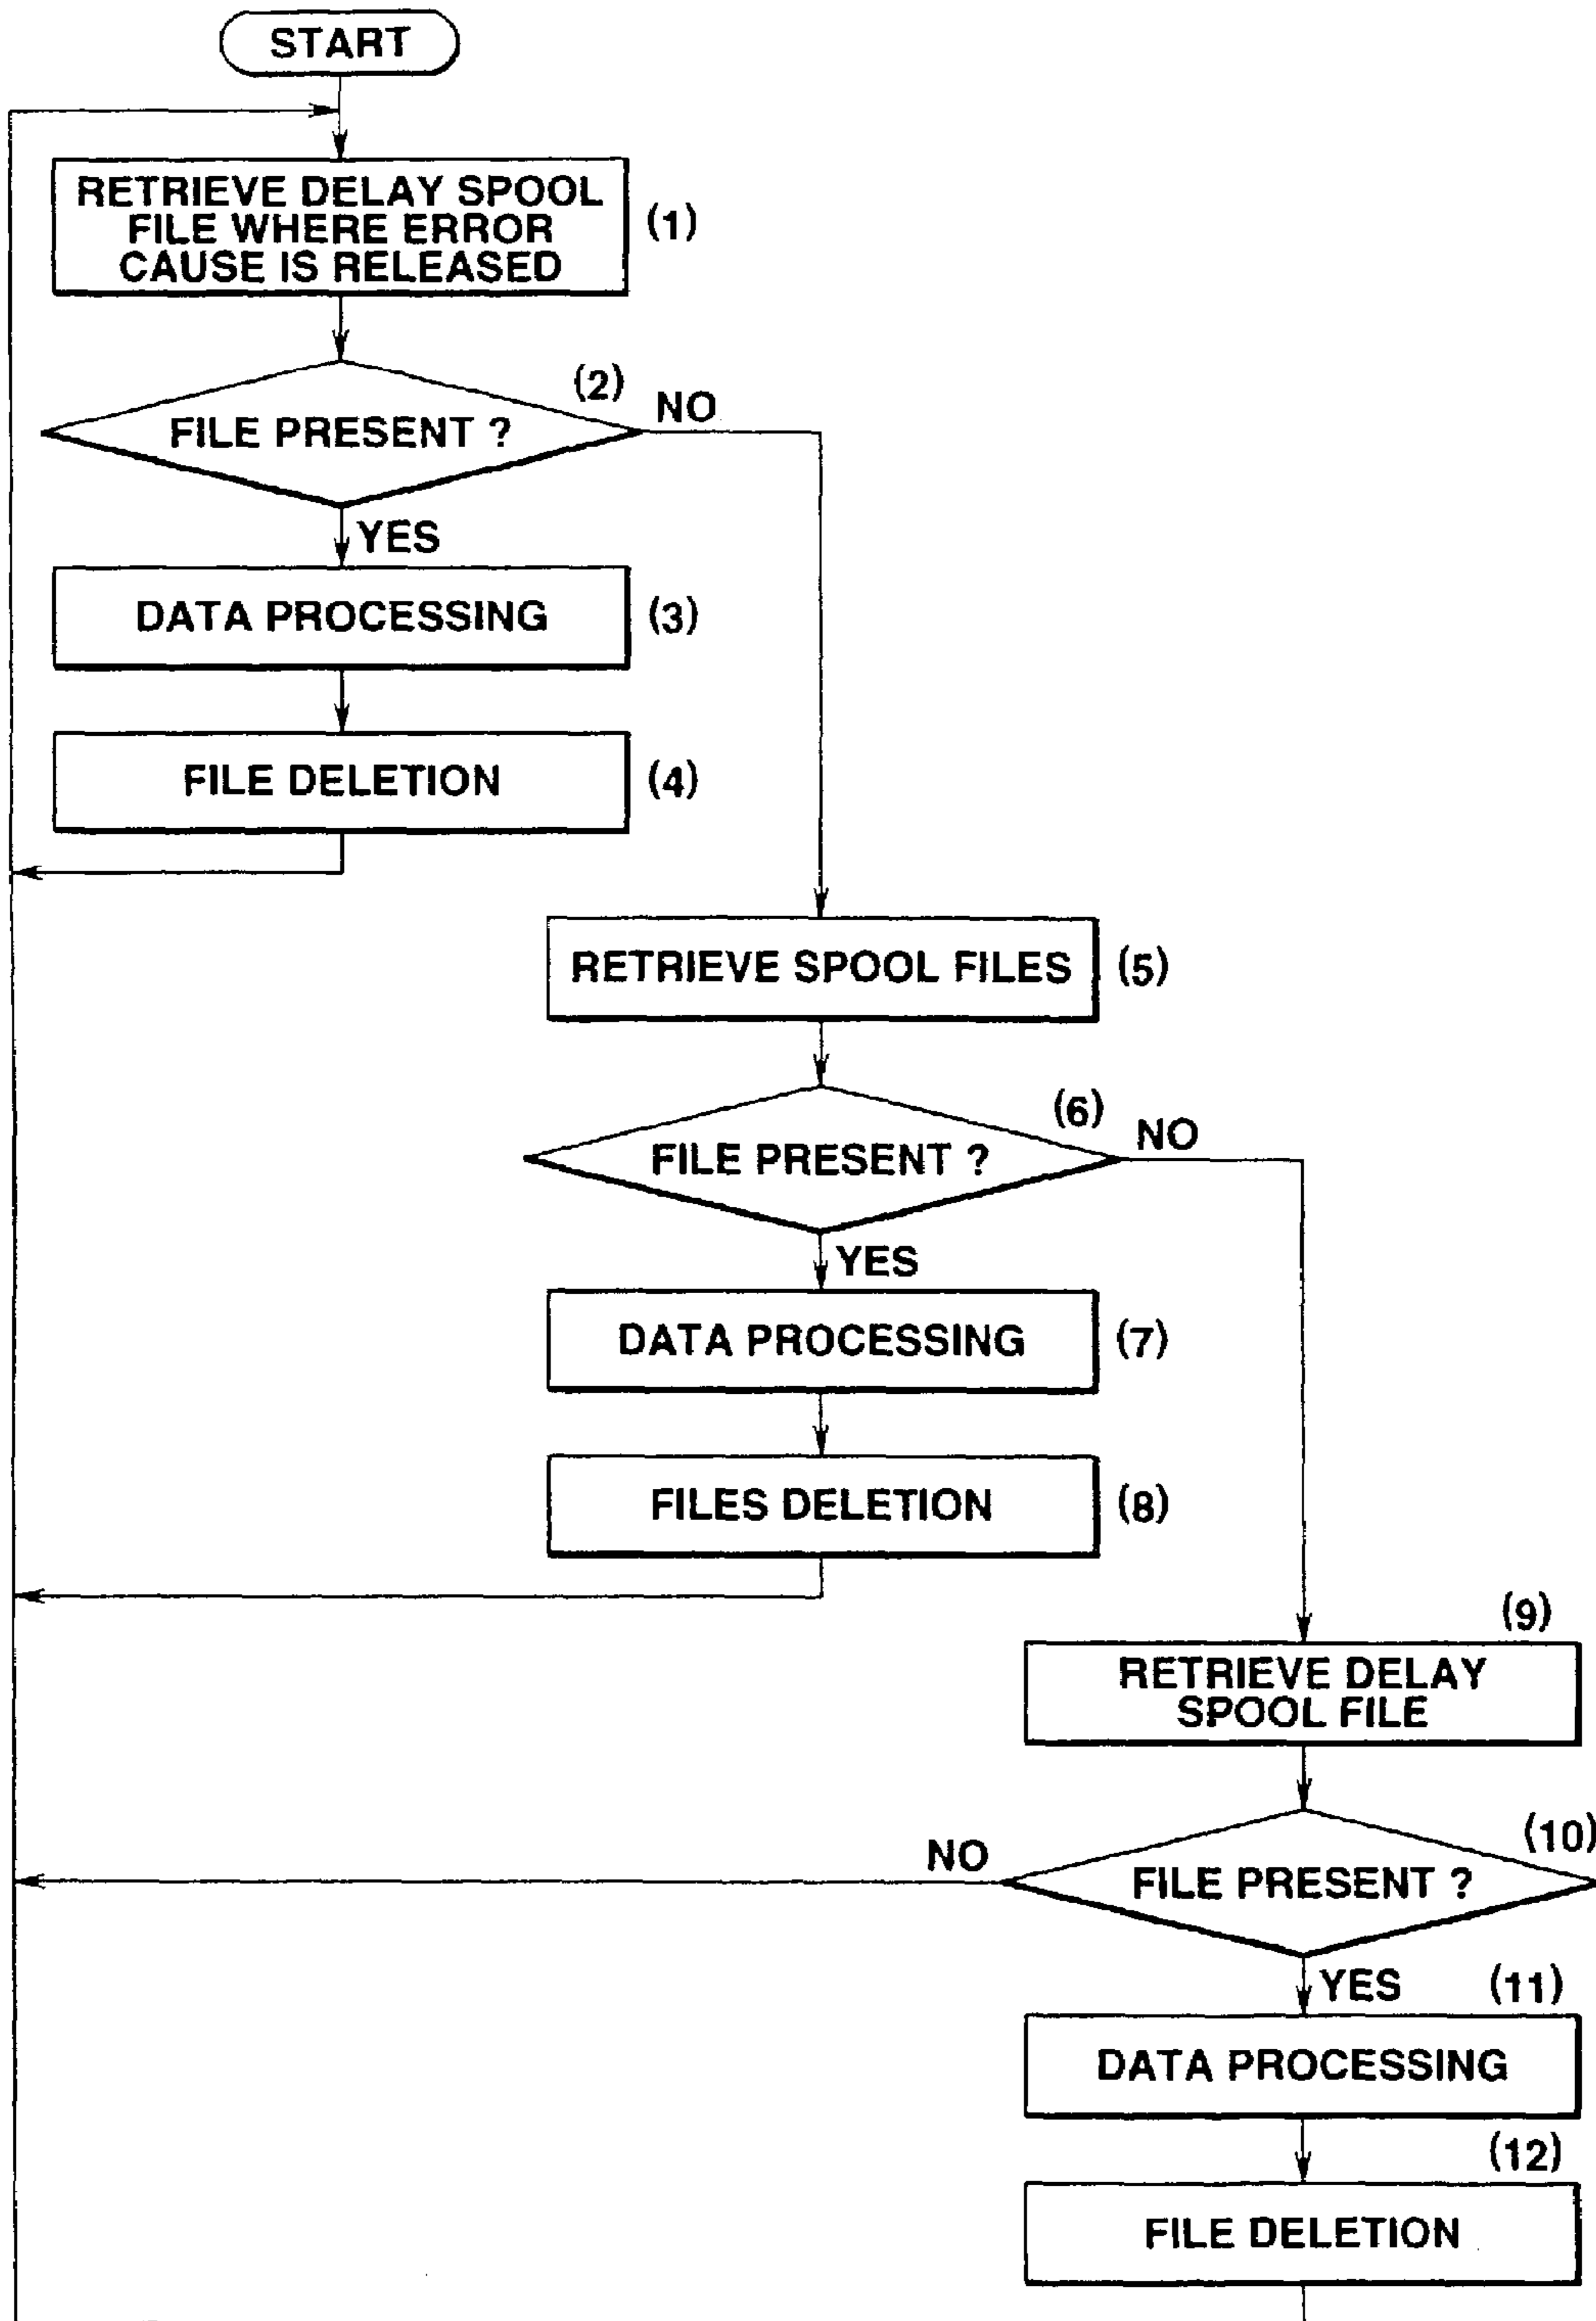 START
RETRIEVE DELAY SPOOL
FILE WHERE ERROR
CAUSE IS RELEASED
(1)
(2)
NO
FILE PRESENT ?
YES
DATA PROCESSING
(3)
FILE DELETION
(4)
RETRIEVE SPOOL FILES
(5)
(6)
NO
FILE PRESENT ?
YES
DATA PROCESSING
(7)
FILES DELETION
(8)
(9)
RETRIEVE DELAY
SPOOL FILE
(10)
NO
FILE PRESENT ?
YES
(11)
DATA PROCESSING
(12)
FILE DELETION